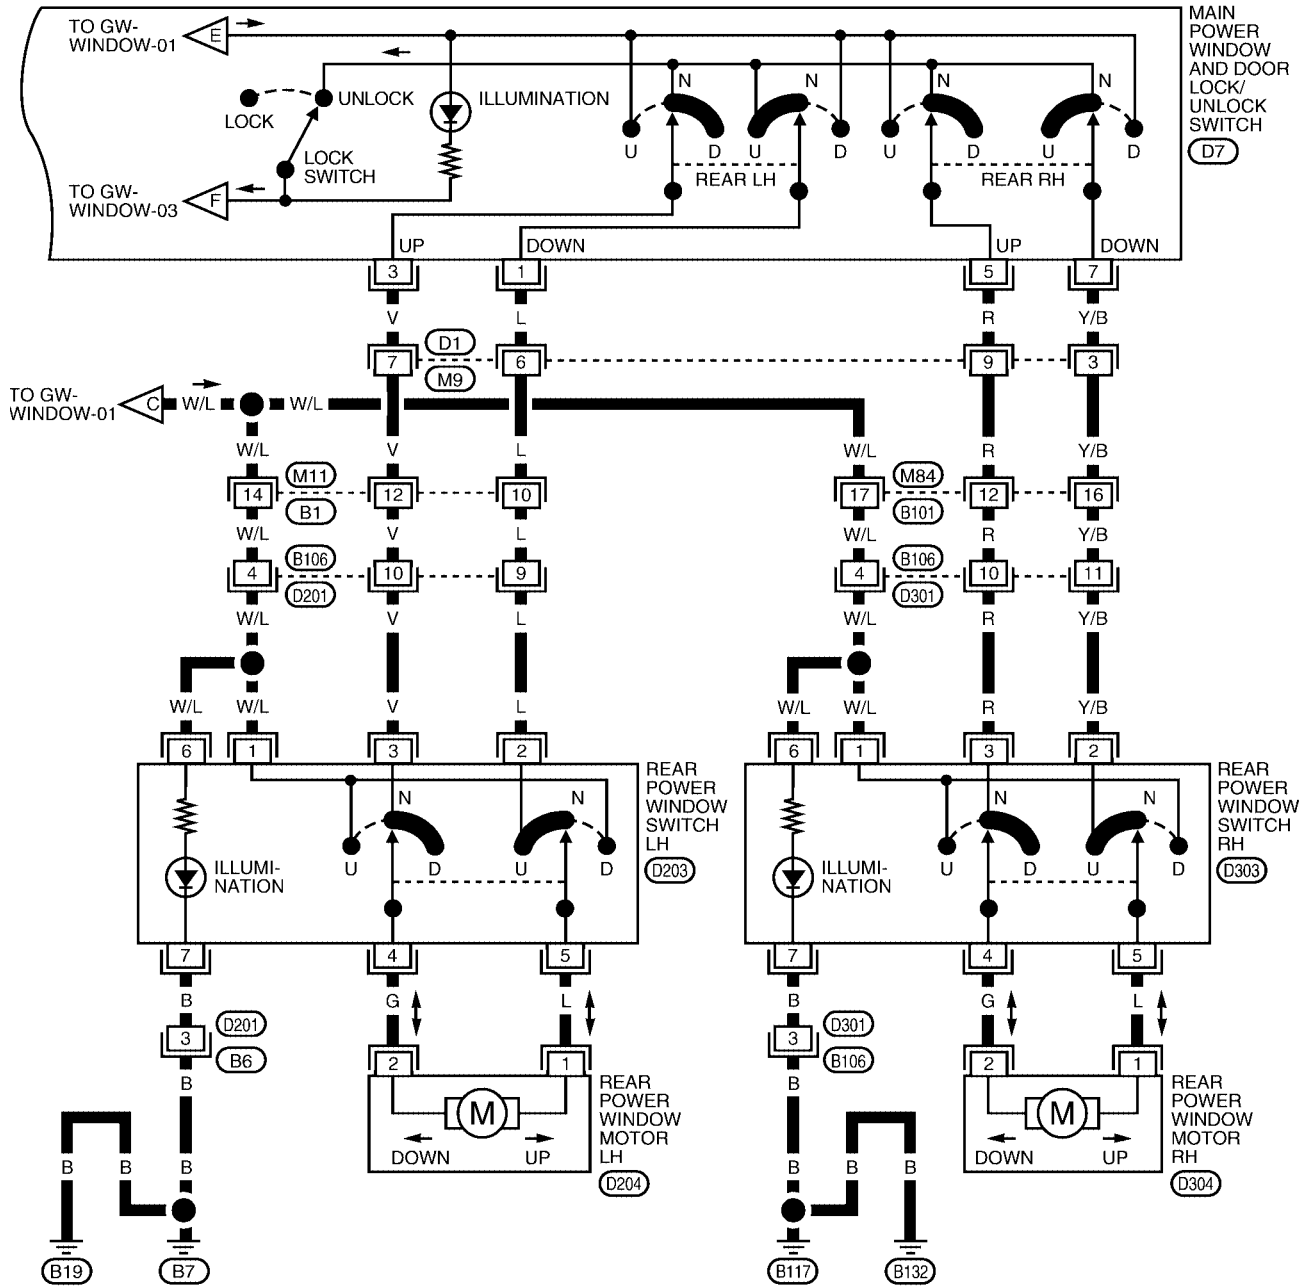 TO GW-
WINDOW-01
E
MAIN
POWER
WINDOW
AND DOOR
LOCK/
UNLOCK
SWITCH
D7
UNLOCK
LOCK
ILLUMINATION
LOCK
SWITCH
N
N
N
N
U
D
U
D
U
D
U
D
REAR LH
REAR RH
TO GW-
WINDOW-03
F
UP
DOWN
UP
DOWN
3
1
5
7
V
L
R
Y/B
D1
7
6
9
3
M9
TO GW-
WINDOW-01
C
W/L
W/L
W/L
V
L
W/L
R
Y/B
M11
M84
14
12
10
17
12
16
B1
B101
W/L
V
L
W/L
R
Y/B
B106
B106
4
10
9
4
10
11
D201
D301
W/L
V
L
W/L
R
Y/B
W/L
W/L
V
L
W/L
W/L
R
Y/B
6
1
3
2
6
1
3
2
REAR
POWER
WINDOW
SWITCH
LH
D203
REAR
POWER
WINDOW
SWITCH
RH
D303
N
N
N
N
U
D
U
D
U
D
U
D
ILLUMI-
NATION
ILLUMI-
NATION
7
4
5
7
4
5
B
G
L
B
G
L
D201
D301
3
3
B6
B106
2
1
2
1
B
B
REAR
POWER
WINDOW
MOTOR
LH
D204
REAR
POWER
WINDOW
MOTOR
RH
D304
M
M
DOWN
UP
DOWN
UP
B
B
B
B
B
B
B19
B7
B117
B132